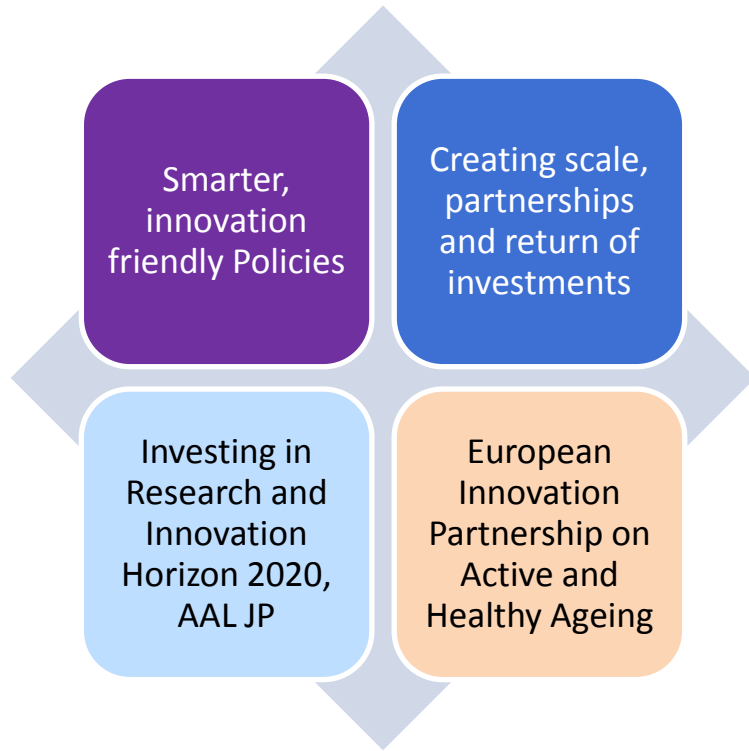 Smarter,
innovation
friendly Policies
Creating scale,
partnerships
and return of
investments
Investing in
Research and
Innovation
Horizon 2020,
AAL JP
European
Innovation
Partnership on
Active and
Healthy Ageing